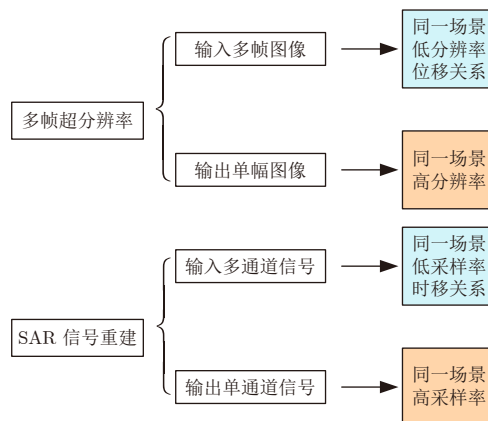 输入多帧图像
同一场景
低分辨率
位移关系
多帧超分辨率
输出单幅图像
同一场景
高分辨率
输入多通道信号
同一场景
低采样率
时移关系
SAR 信号重建
输出单通道信号
同一场景
高采样率